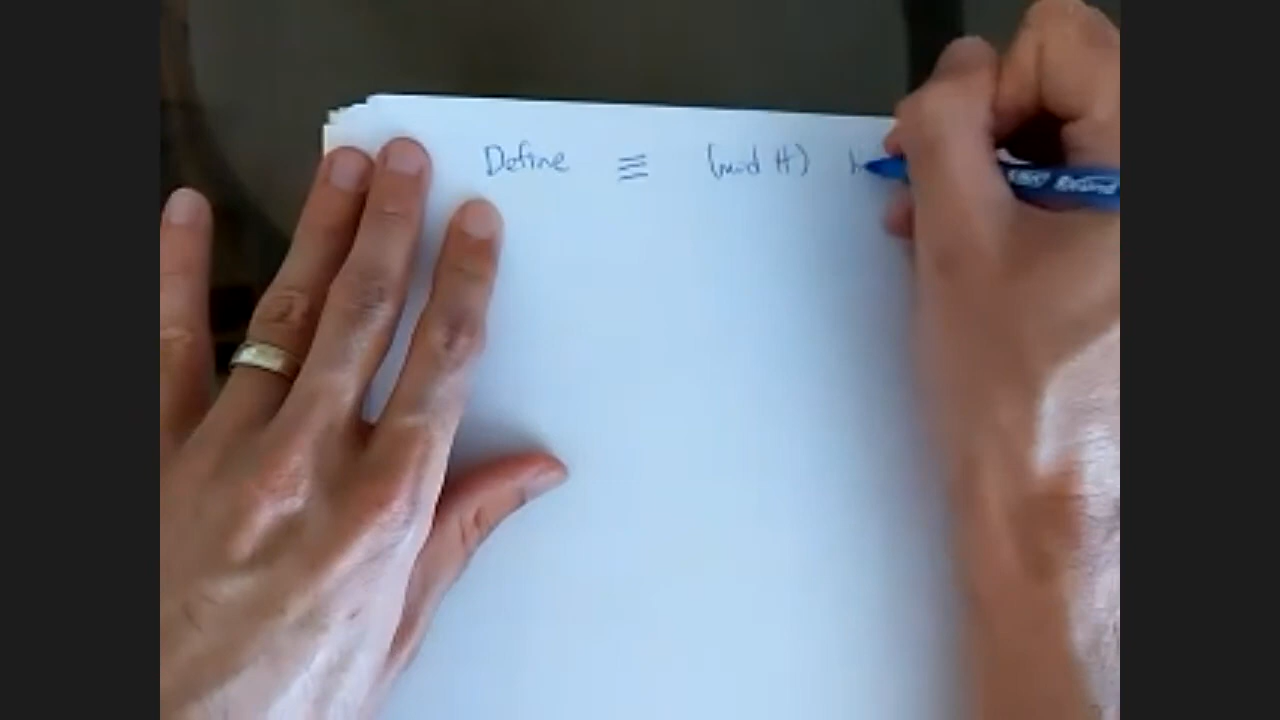 Define ≡ (mod H)